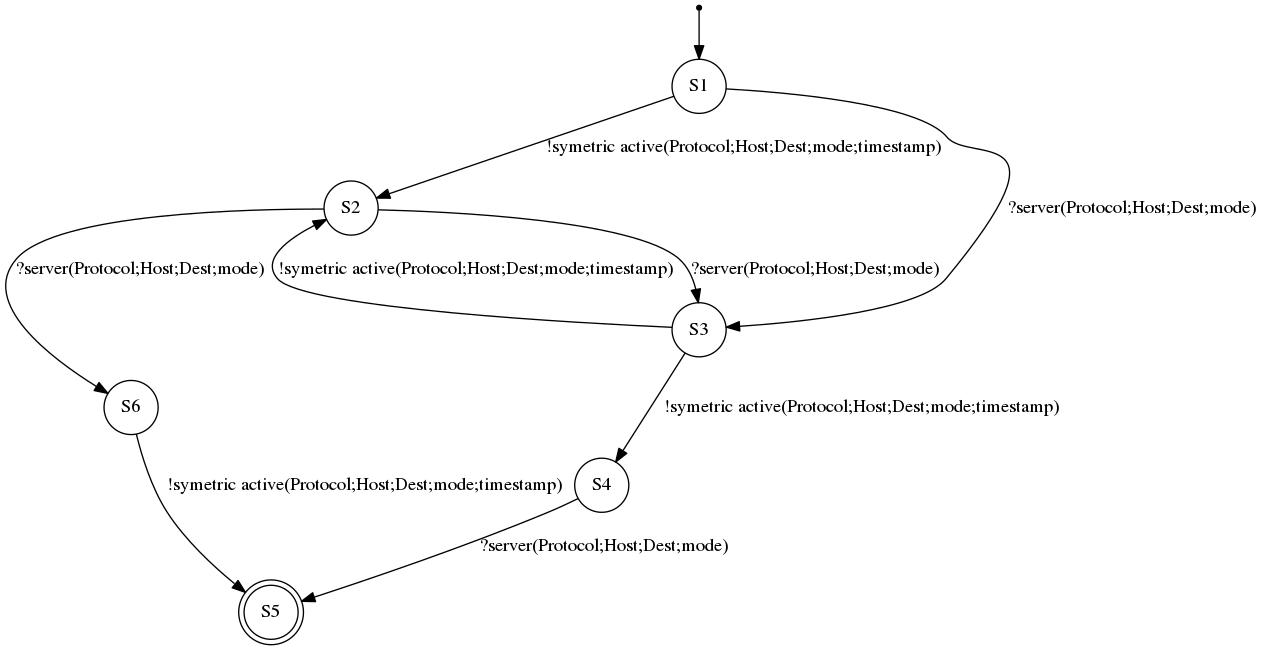 S1
!symetric active(Protocol;Host;Dest;mode;timestamp)
S2
?server(Protocol;Host;Dest;mode)
?server(Protocol;Host;Dest;mode)
!symetric active(Protocol;Host;Dest;mode;timestamp)
?server(Protocol;Host;Dest;mode)
S3
S6
!symetric active(Protocol;Host;Dest;mode;timestamp)
!symetric active(Protocol;Host;Dest;mode;timestamp)
S4
?server(Protocol;Host;Dest;mode)
S5